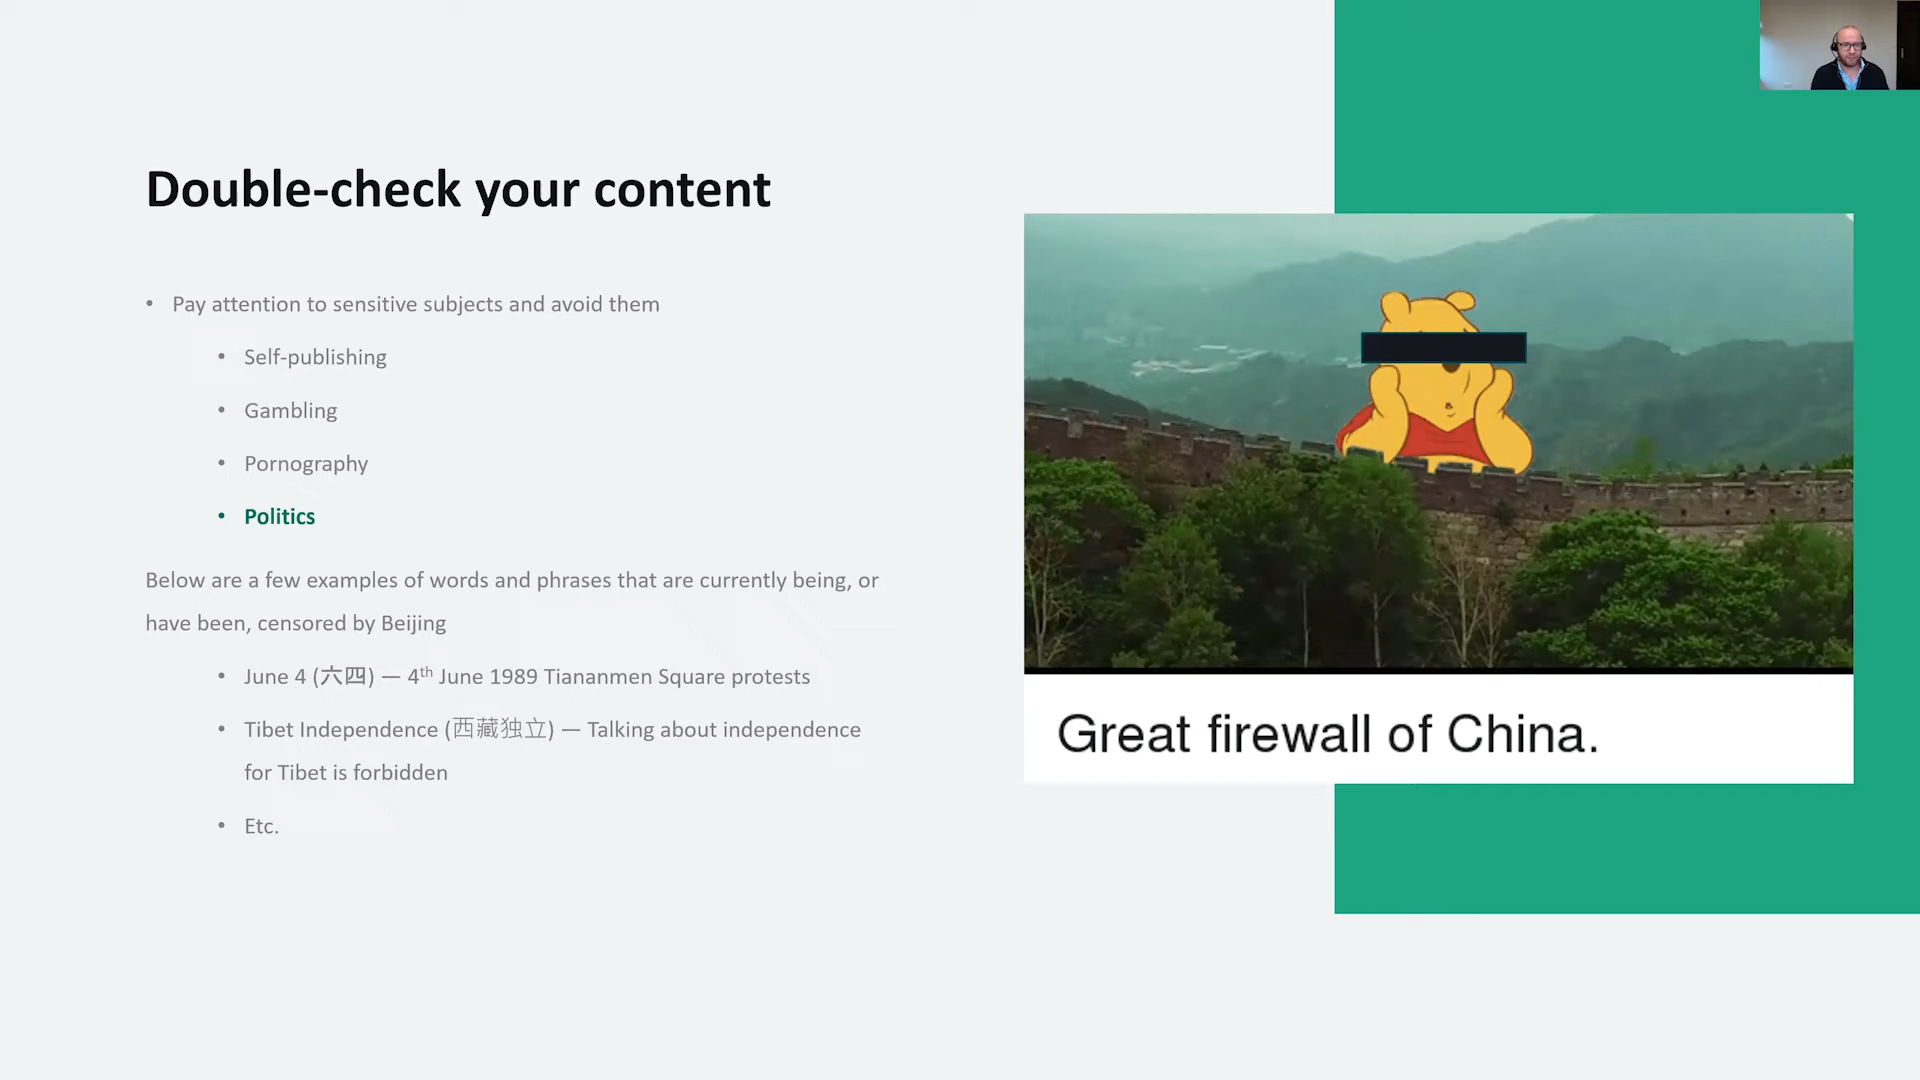 Double-check your content
• Pay attention to sensitive subjects and avoid them
• Self-publishing
• Gambling
• Pornography
• Politics
Below are a few examples of words and phrases that are currently being, or
have been, censored by Beijing
• June 4 (六四) — 4th June 1989 Tiananmen Square protests
• Tibet Independence (西藏独立) — Talking about independence
for Tibet is forbidden
• Etc.
Great firewall of China.